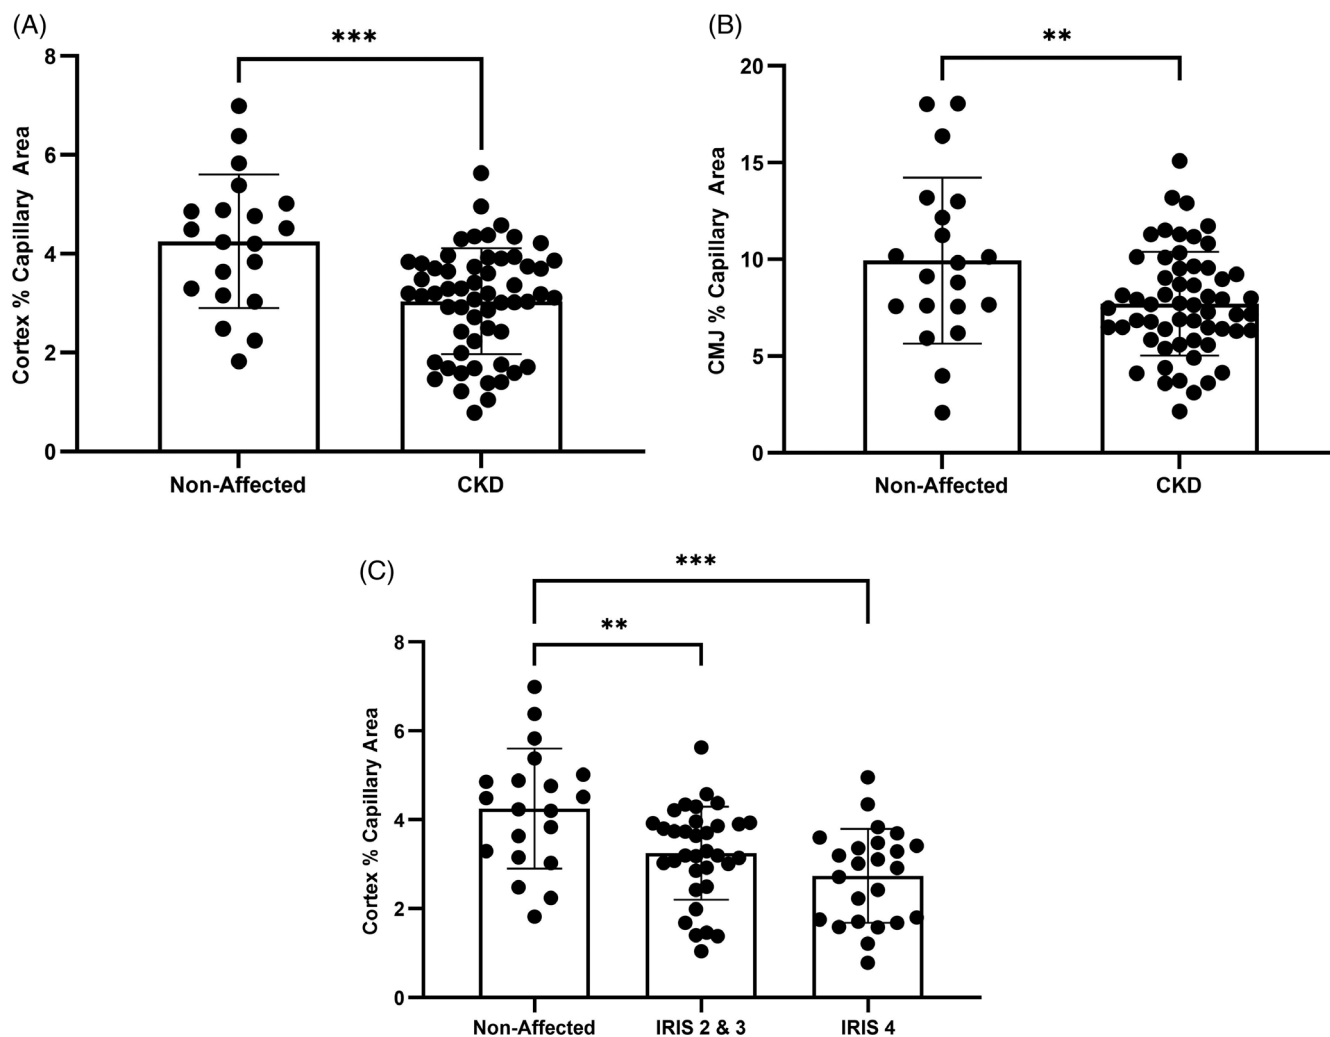 (A)
***
Cortex % Capillary Area
8
6
4
2
0
Non-Affected
CKD
(B)
**
CMJ % Capillary Area
20
15
10
5
0
Non-Affected
CKD
(C)
***
**
Cortex % Capillary Area
8
6
4
2
0
Non-Affected
IRIS 2 & 3
IRIS 4